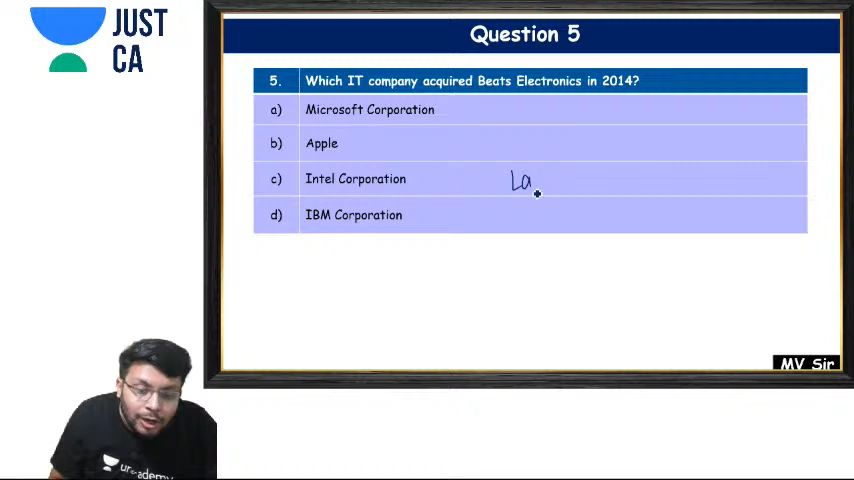 JUST
CA
Question 5
5. Which IT company acquired Beats Electronics in 2014?
a) Microsoft Corporation
b) Apple
c) Intel Corporation
La
d) IBM Corporation
MV Sir